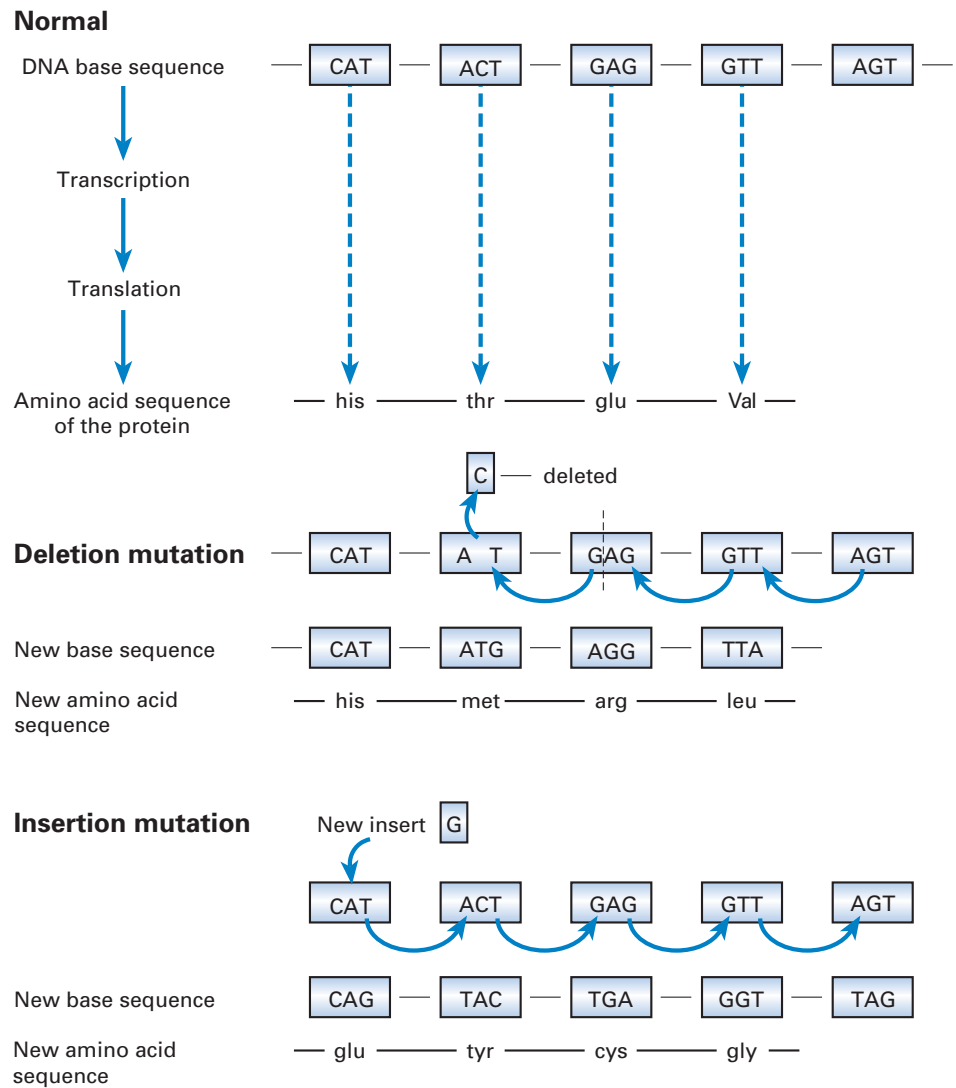 Normal
DNA base sequence CAT ACT GAG GTT AGT
Transcription
Translation
Amino acid sequence
of the protein
his thr glu Val
C deleted
Deletion mutation CAT A T GAG GTT AGT
New base sequence CAT ATG AGG TTA
New amino acid
sequence
his met arg leu
Insertion mutation New insert G
CAT ACT GAG GTT AGT
New base sequence CAG TAC TGA GGT TAG
New amino acid
sequence
glu tyr cys gly